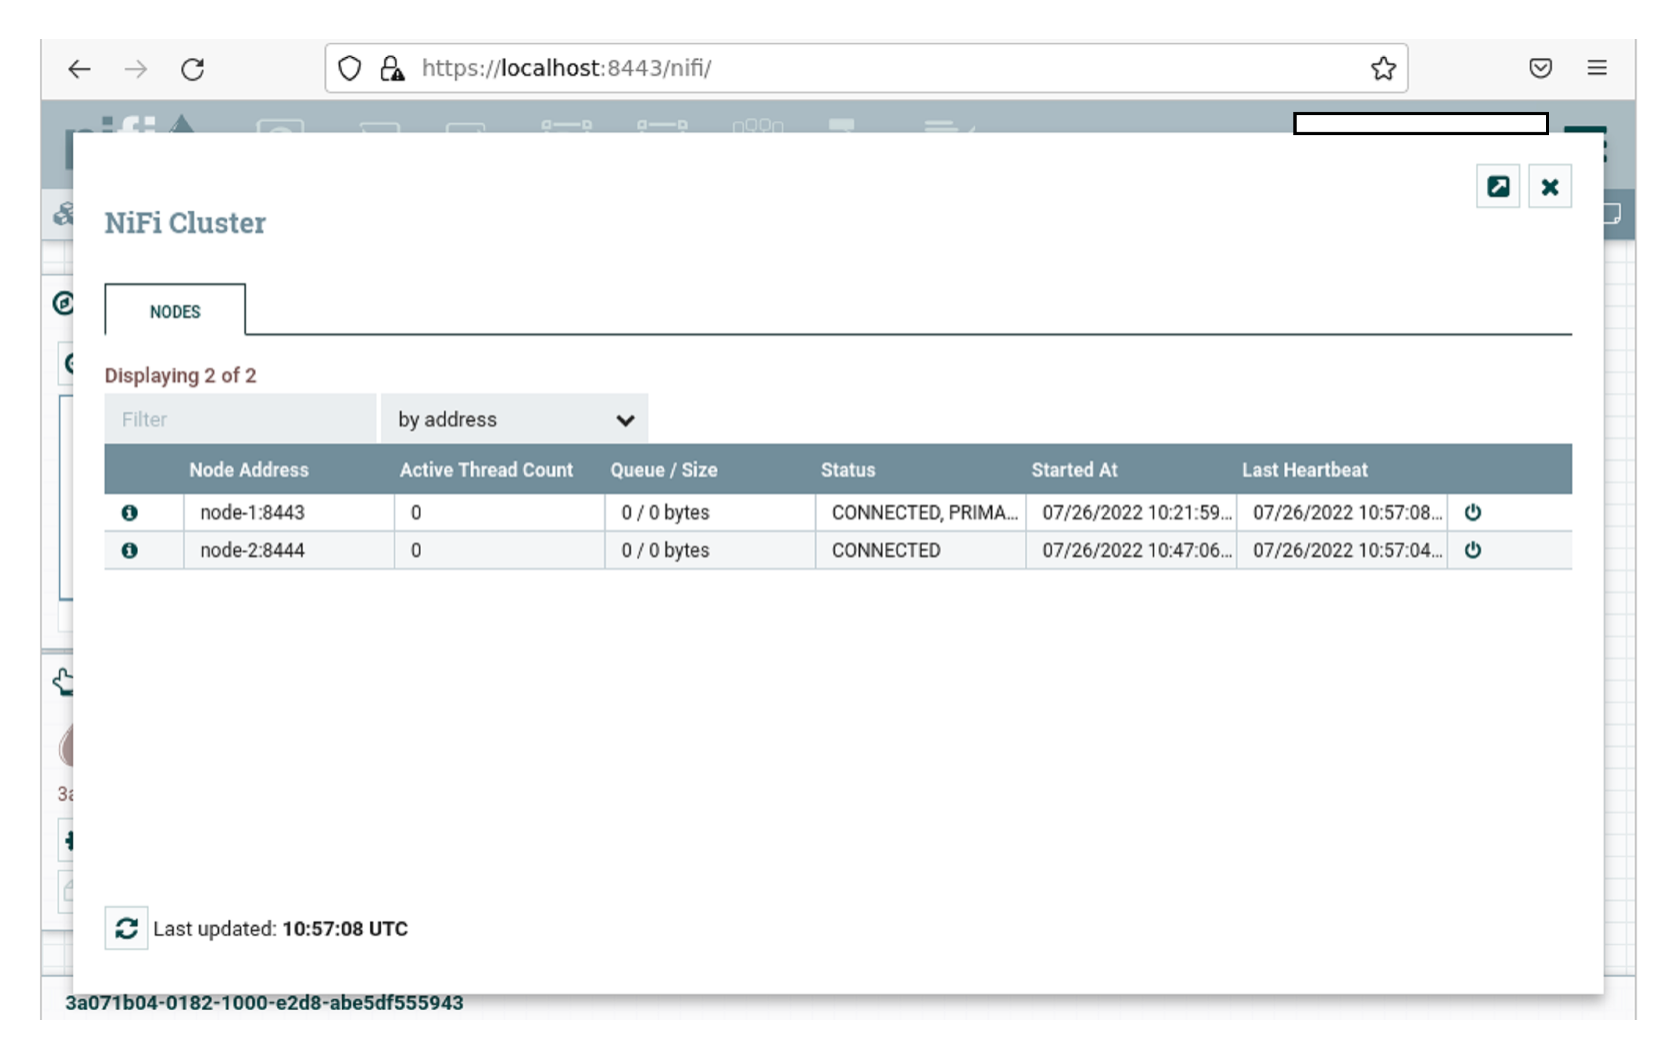 https://localhost:8443/nifi/
NiFi Cluster
NODES
Displaying 2 of 2
Filter by address
Node Address Active Thread Count Queue / Size Status Started At Last Heartbeat
node-1:8443 0 0 / 0 bytes CONNECTED, PRIMA... 07/26/2022 10:21:59... 07/26/2022 10:57:08...
node-2:8444 0 0 / 0 bytes CONNECTED 07/26/2022 10:47:06... 07/26/2022 10:57:04...
Last updated: 10:57:08 UTC
3a071b04-0182-1000-e2d8-abe5df555943